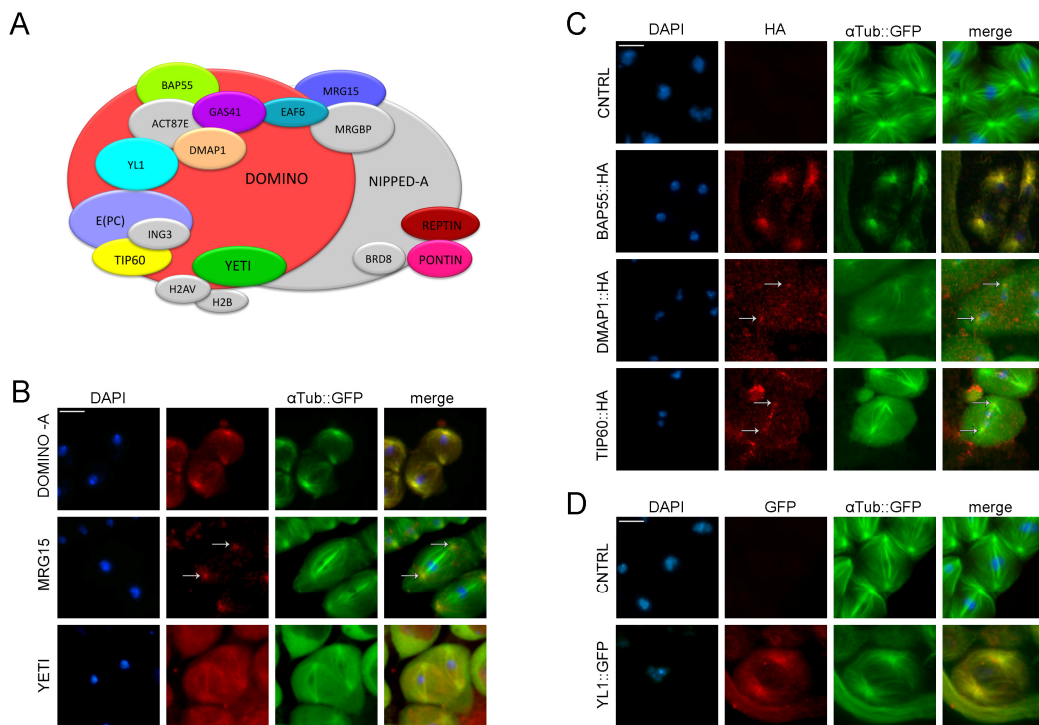 A
BAP55
MRG15
GAS41
EAF6
ACT87E
MRGBP
DMAP1
YL1
DOMINO
NIPPED-A
E(PC)
ING3
REPTIN
TIP60
YETI
BRD8
PONTIN
H2AV
H2B
B
DAPI αTub::GFP merge
DOMINO -A
MRG15
YETI
C
DAPI HA αTub::GFP merge
CNTRL
BAP55::HA
DMAP1::HA
TIP60::HA
D
DAPI GFP αTub::GFP merge
CNTRL
YL1::GFP